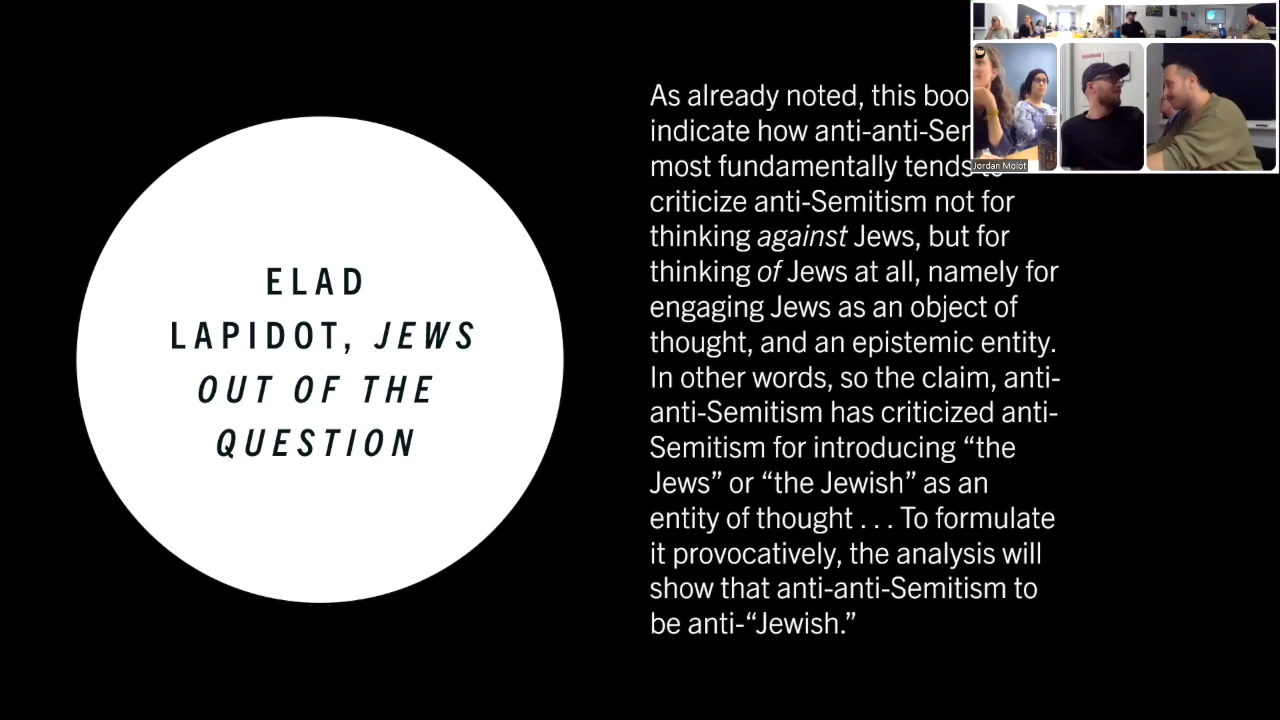 ELAD
LAPIDOT, JEWS
OUT OF THE
QUESTION
As already noted, this
indicate how anti-
most fundamentally tends to
criticize anti-Semitism not for
thinking against Jews, but for
thinking of Jews at all, namely for
engaging Jews as an object of
thought, and an epistemic entity.
In other words, so the claim, anti-
anti-Semitism has criticized anti-
Semitism for introducing “the
Jews” or “the Jewish” as an
entity of thought . . . To formulate
it provocatively, the analysis will
show that anti-anti-Semitism to
be anti-“Jewish.”
Jordan Molot